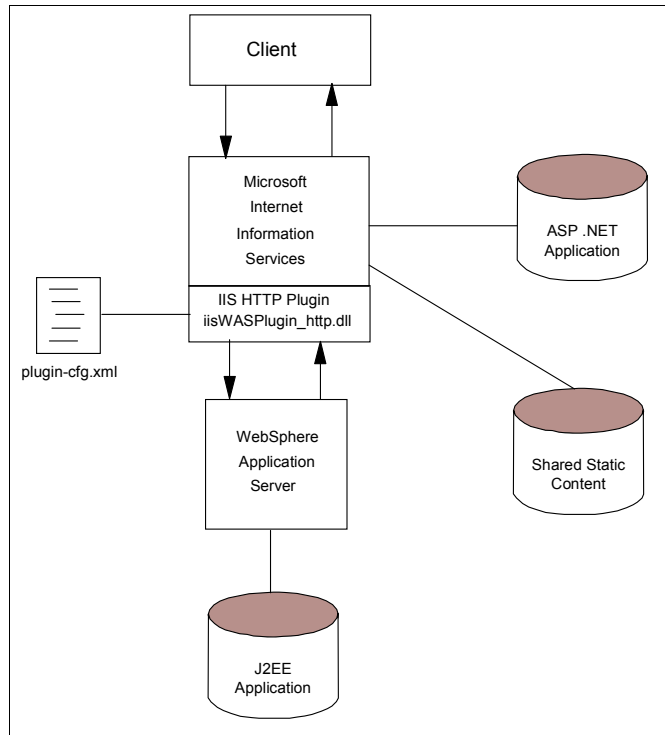 Client
Microsoft
Internet
Information
Services
ASP .NET
Application
IIS HTTP Plugin
iisWASPlugin_http.dll
plugin-cfg.xml
WebSphere
Application
Server
Shared Static
Content
J2EE
Application